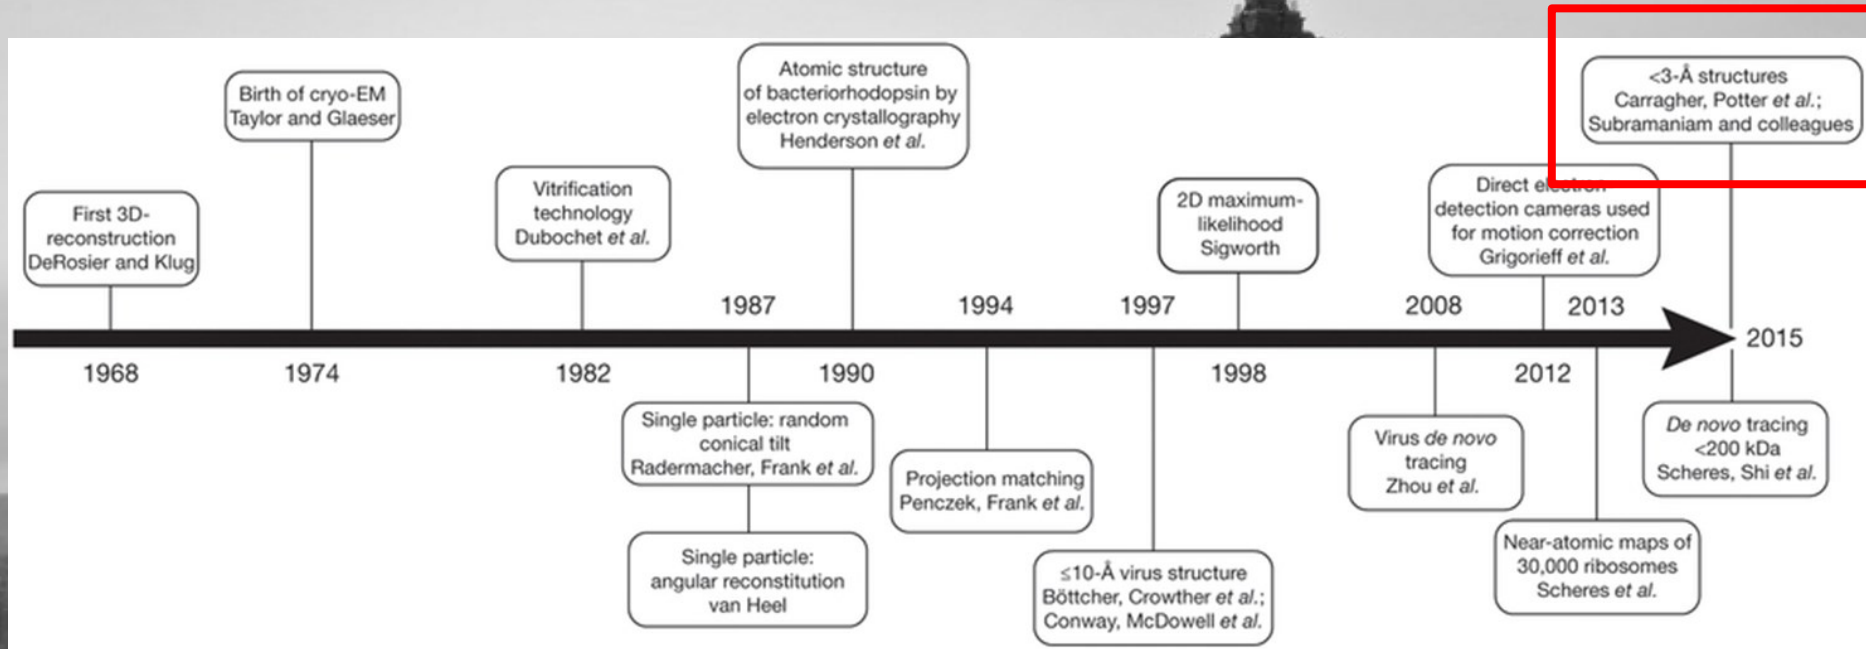 First 3D-
reconstruction
DeRosier and Klug
1968
Birth of cryo-EM
Taylor and Glaeser
1974
Vitrification
technology
Dubochet et al.
1982
1987
Single particle: random
conical tilt
Radermacher, Frank et al.
Single particle:
angular reconstitution
van Heel
Atomic structure
of bacteriorhodopsin by
electron crystallography
Henderson et al.
1990
1994
Projection matching
Penczek, Frank et al.
1997
≤10-Å virus structure
Böttcher, Crowther et al.;
Conway, McDowell et al.
2D maximum-
likelihood
Sigworth
1998
2008
Virus de novo
tracing
Zhou et al.
Direct electron
detection cameras used
for motion correction
Grigorieff et al.
2012
2013
Near-atomic maps of
30,000 ribosomes
Scheres et al.
<3-Å structures
Carragher, Potter et al.;
Subramaniam and colleagues
2015
De novo tracing
<200 kDa
Scheres, Shi et al.